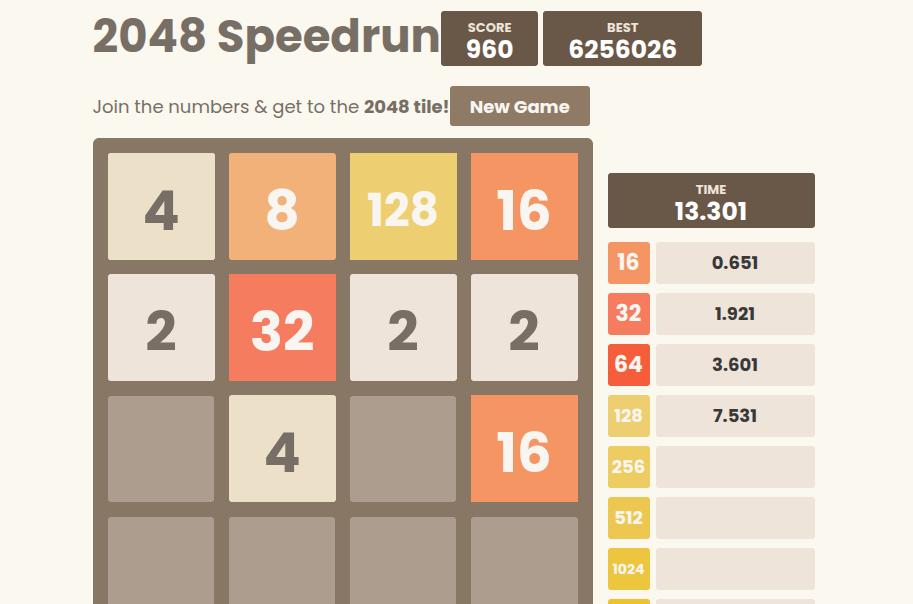 2048 Speedrun
SCORE
960
BEST
6256026
Join the numbers & get to the 2048 tile!
New Game
4 8 128 16
2 32 2 2
4 16
TIME
13.301
16 0.651
32 1.921
64 3.601
128 7.531
256
512
1024